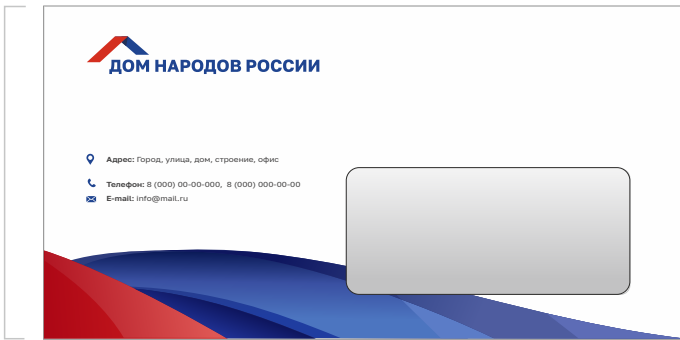 ДОМ НАРОДОВ РОССИИ
Адрес: Город, улица, дом, строение, офис
Телефон: 8 (000) 00-00-000, 8 (000) 000-00-00
E-mail: info@mail.ru